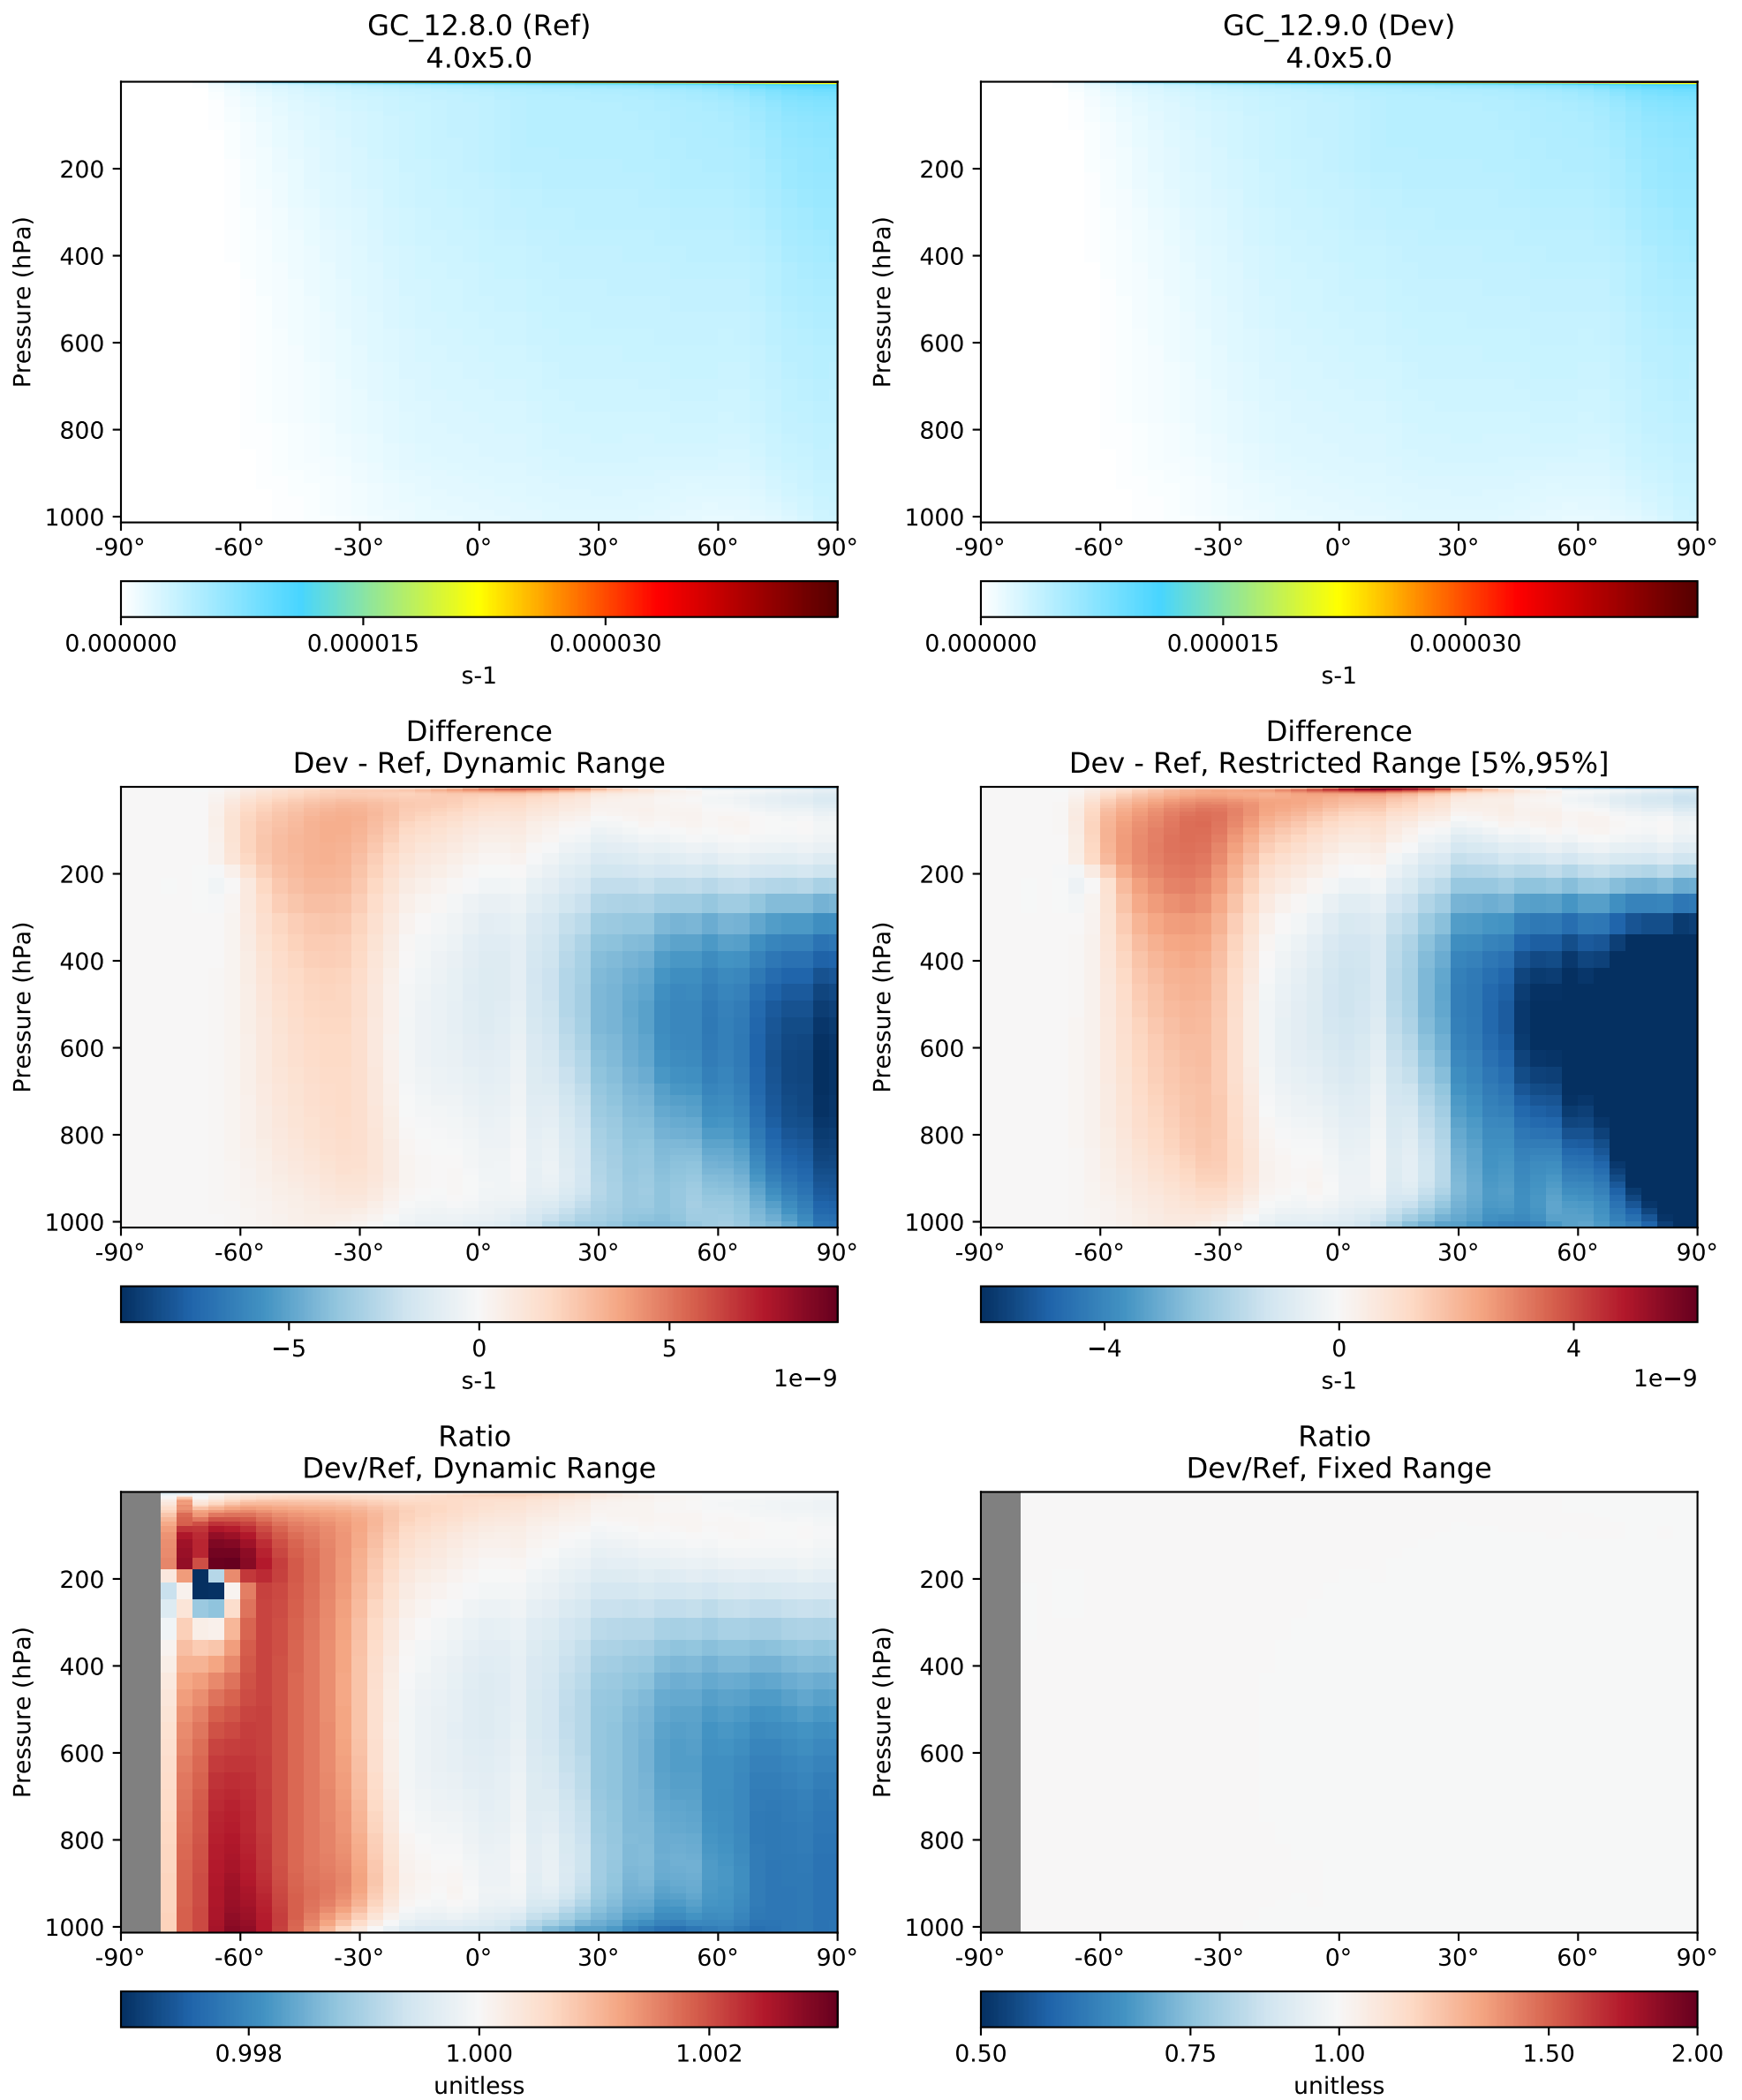 GC_12.8.0 (Ref)
4.0x5.0
Pressure (hPa)
200
400
600
800
1000
-90° -60° -30° 0° 30° 60° 90°
0.000000 0.000015 0.000030
s-1
GC_12.9.0 (Dev)
4.0x5.0
Pressure (hPa)
200
400
600
800
1000
-90° -60° -30° 0° 30° 60° 90°
0.000000 0.000015 0.000030
s-1
Difference
Dev - Ref, Dynamic Range
Pressure (hPa)
200
400
600
800
1000
-90° -60° -30° 0° 30° 60° 90°
−5 0 5
s-1 1e−9
Difference
Dev - Ref, Restricted Range [5%,95%]
Pressure (hPa)
200
400
600
800
1000
-90° -60° -30° 0° 30° 60° 90°
−4 0 4
s-1 1e−9
Ratio
Dev/Ref, Dynamic Range
Pressure (hPa)
200
400
600
800
1000
-90° -60° -30° 0° 30° 60° 90°
0.998 1.000 1.002
unitless
Ratio
Dev/Ref, Fixed Range
Pressure (hPa)
200
400
600
800
1000
-90° -60° -30° 0° 30° 60° 90°
0.50 0.75 1.00 1.50 2.00
unitless